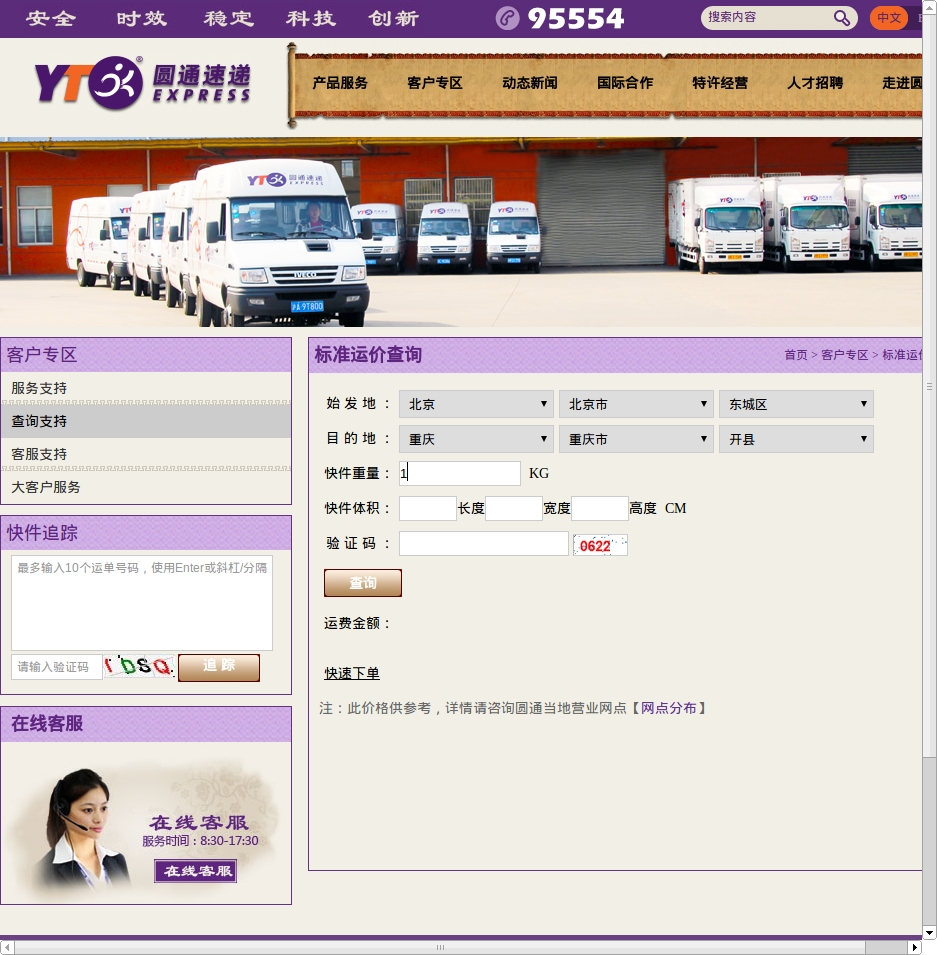 安全 时效 稳定 科技 创新 95554 搜索内容 中文
YTO 圆通速递
EXPRESS
产品服务 客户专区 动态新闻 国际合作 特许经营 人才招聘 走进圆
YTO 圆通速递
EXPRESS
IVECO
客户专区
服务支持
查询支持
客服支持
大客户服务
快件追踪
最多输入10个运单号码，使用Enter或斜杠/分隔
请输入验证码 追 踪
在线客服
在线客服
服务时间：8:30-17:30
在线客服
标准运价查询 首页 > 客户专区 > 标准运价
始 发 地 ： 北京 北京市 东城区
目 的 地 ： 重庆 重庆市 开县
快件重量： 1 KG
快件体积： 长度 宽度 高度 CM
验 证 码 ： 0622
查询
运费金额：
快速下单
注：此价格供参考，详情请咨询圆通当地营业网点【网点分布】